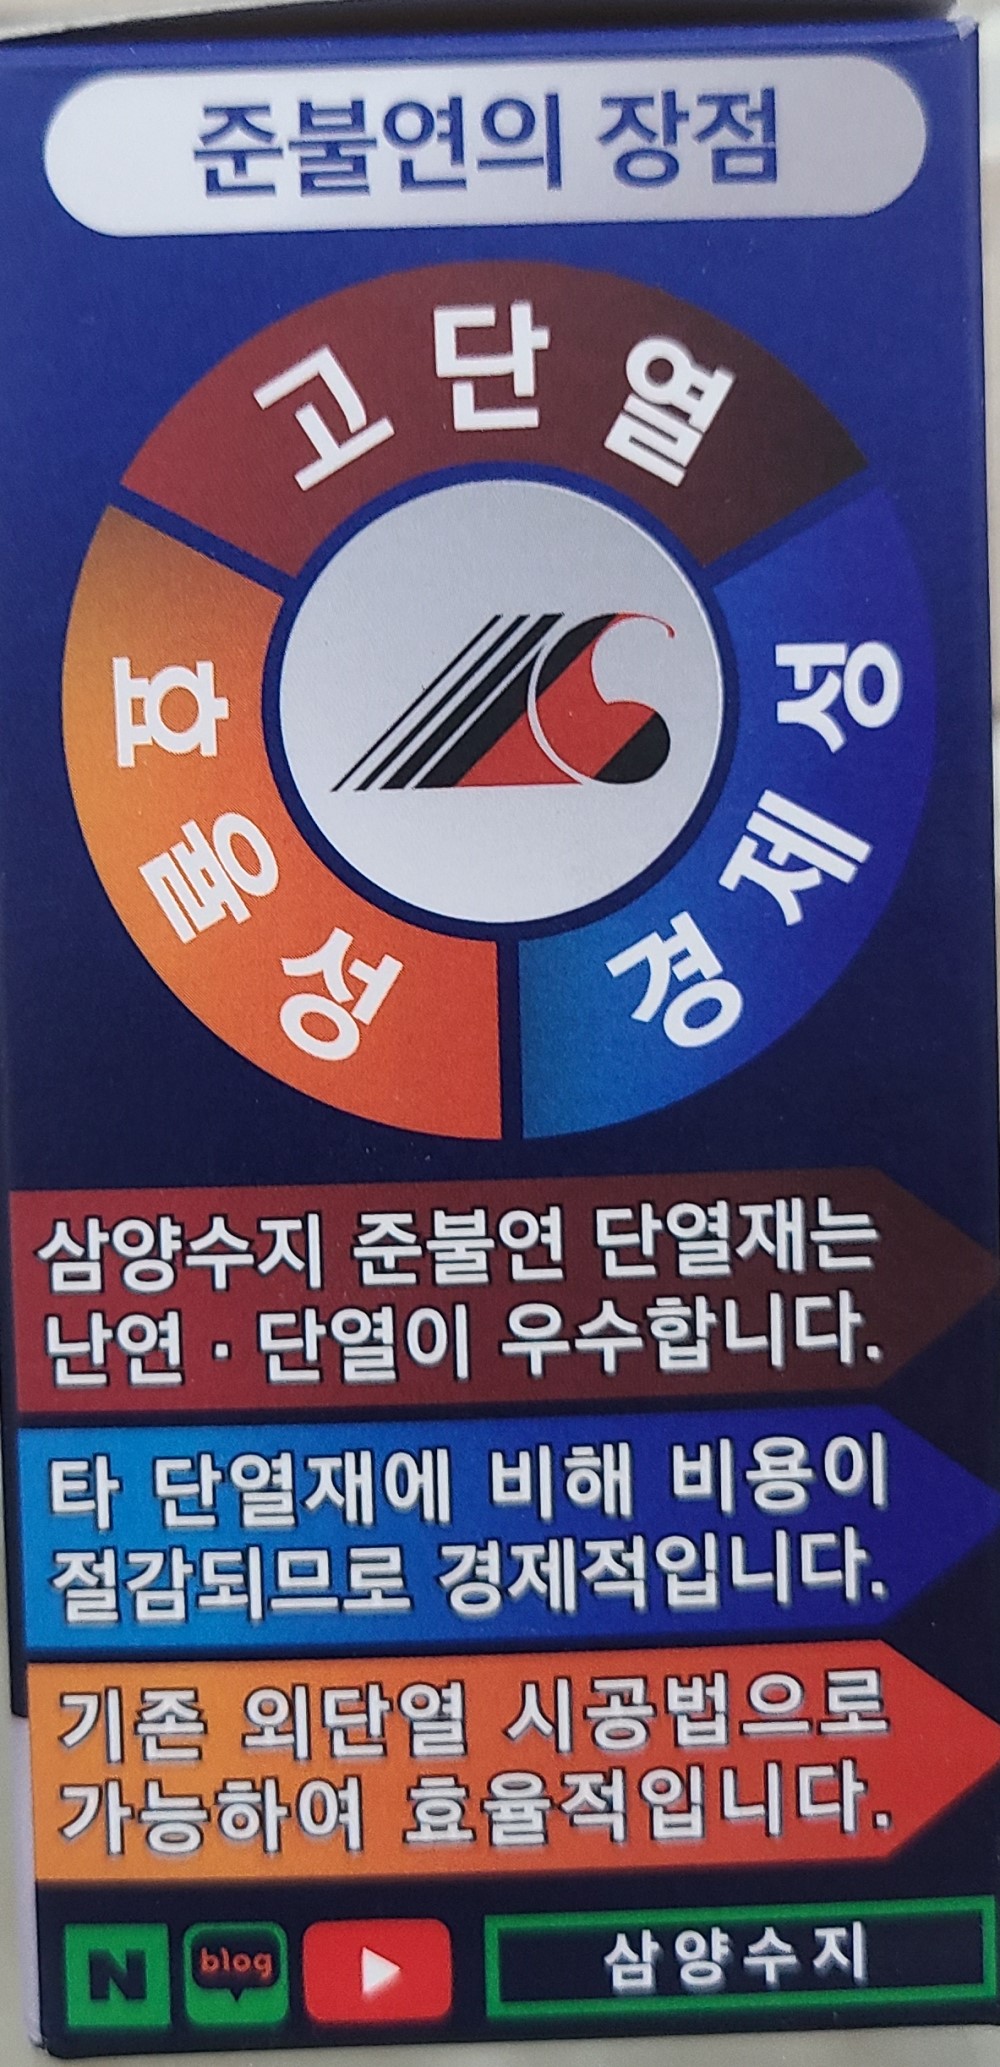 준불연의 장점
고단열
효율성
경제성
삼양수지 준불연 단열재는
난연 · 단열이 우수합니다.
타 단열재에 비해 비용이
절감되므로 경제적입니다.
기존 외단열 시공법으로
가능하여 효율적입니다.
N blog 삼양수지